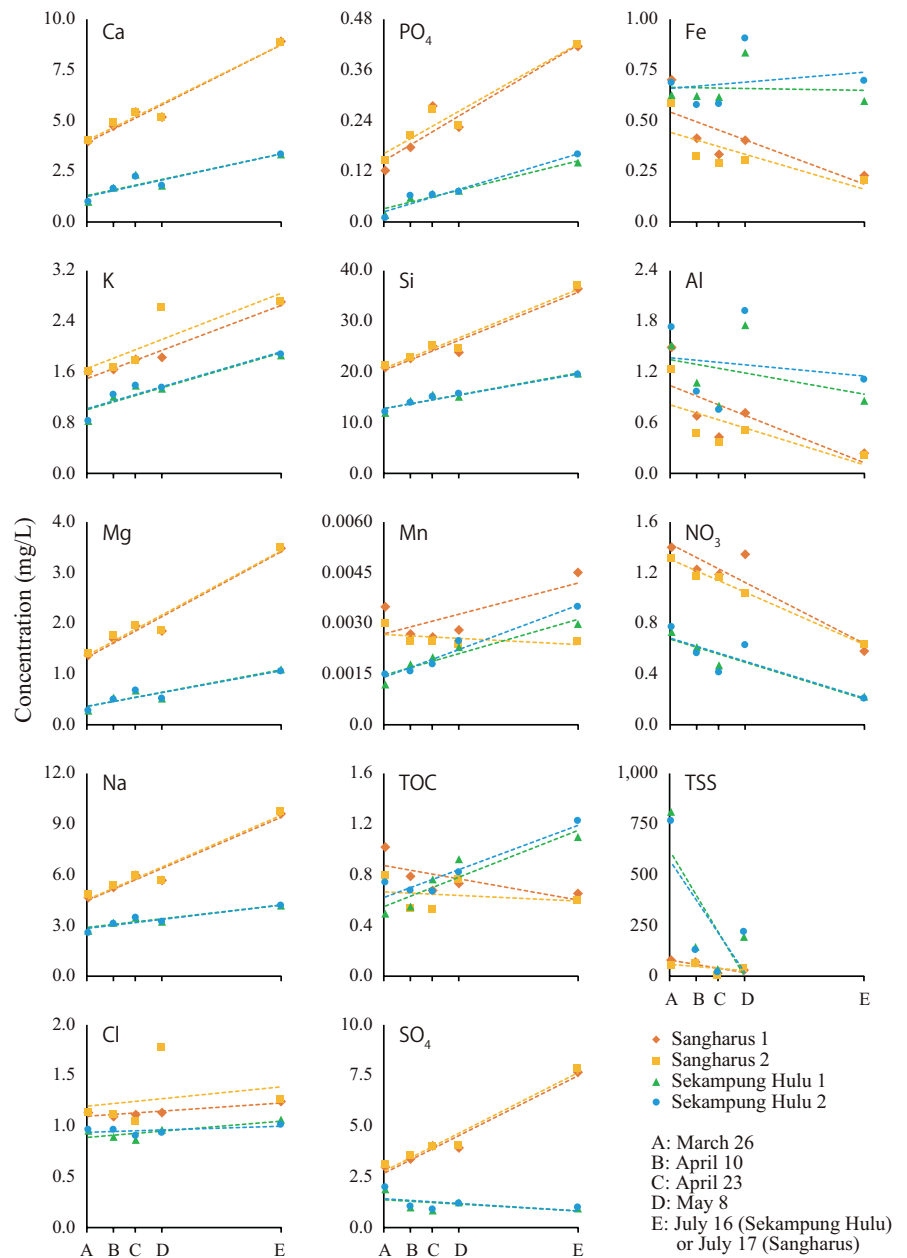 Ca
10.0
7.5
5.0
2.5
0.0
PO₄
0.48
0.36
0.24
0.12
0.0
Fe
1.00
0.75
0.50
0.25
0.00
K
3.2
2.4
1.6
0.8
0.0
Si
40.0
30.0
20.0
10.0
0.0
Al
2.4
1.8
1.2
0.6
0.0
Concentration (mg/L)
Mg
4.0
3.0
2.0
1.0
0.0
Mn
0.0060
0.0045
0.0030
0.0015
0.0
NO₃
1.6
1.2
0.8
0.4
0.0
Na
12.0
9.0
6.0
3.0
0.0
TOC
1.6
1.2
0.8
0.4
0.0
TSS
1,000
750
500
250
0
A B C D E
Cl
2.0
1.5
1.0
0.5
0.0
A B C D E
SO₄
10.0
7.5
5.0
2.5
0.0
A B C D E
Sangharus 1
Sangharus 2
Sekampung Hulu 1
Sekampung Hulu 2
A: March 26
B: April 10
C: April 23
D: May 8
E: July 16 (Sekampung Hulu)
or July 17 (Sangharus)